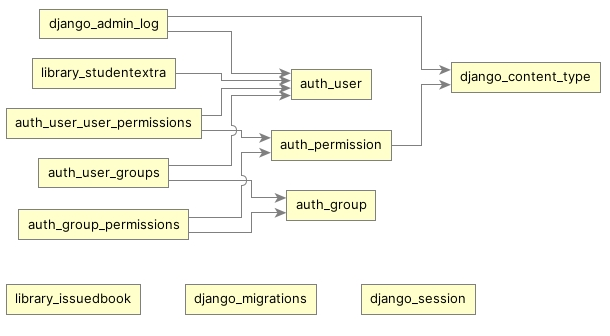 django_admin_log
library_studentextra
auth_user
django_content_type
auth_user_user_permissions
auth_permission
auth_user_groups
auth_group
auth_group_permissions
library_issuedbook
django_migrations
django_session